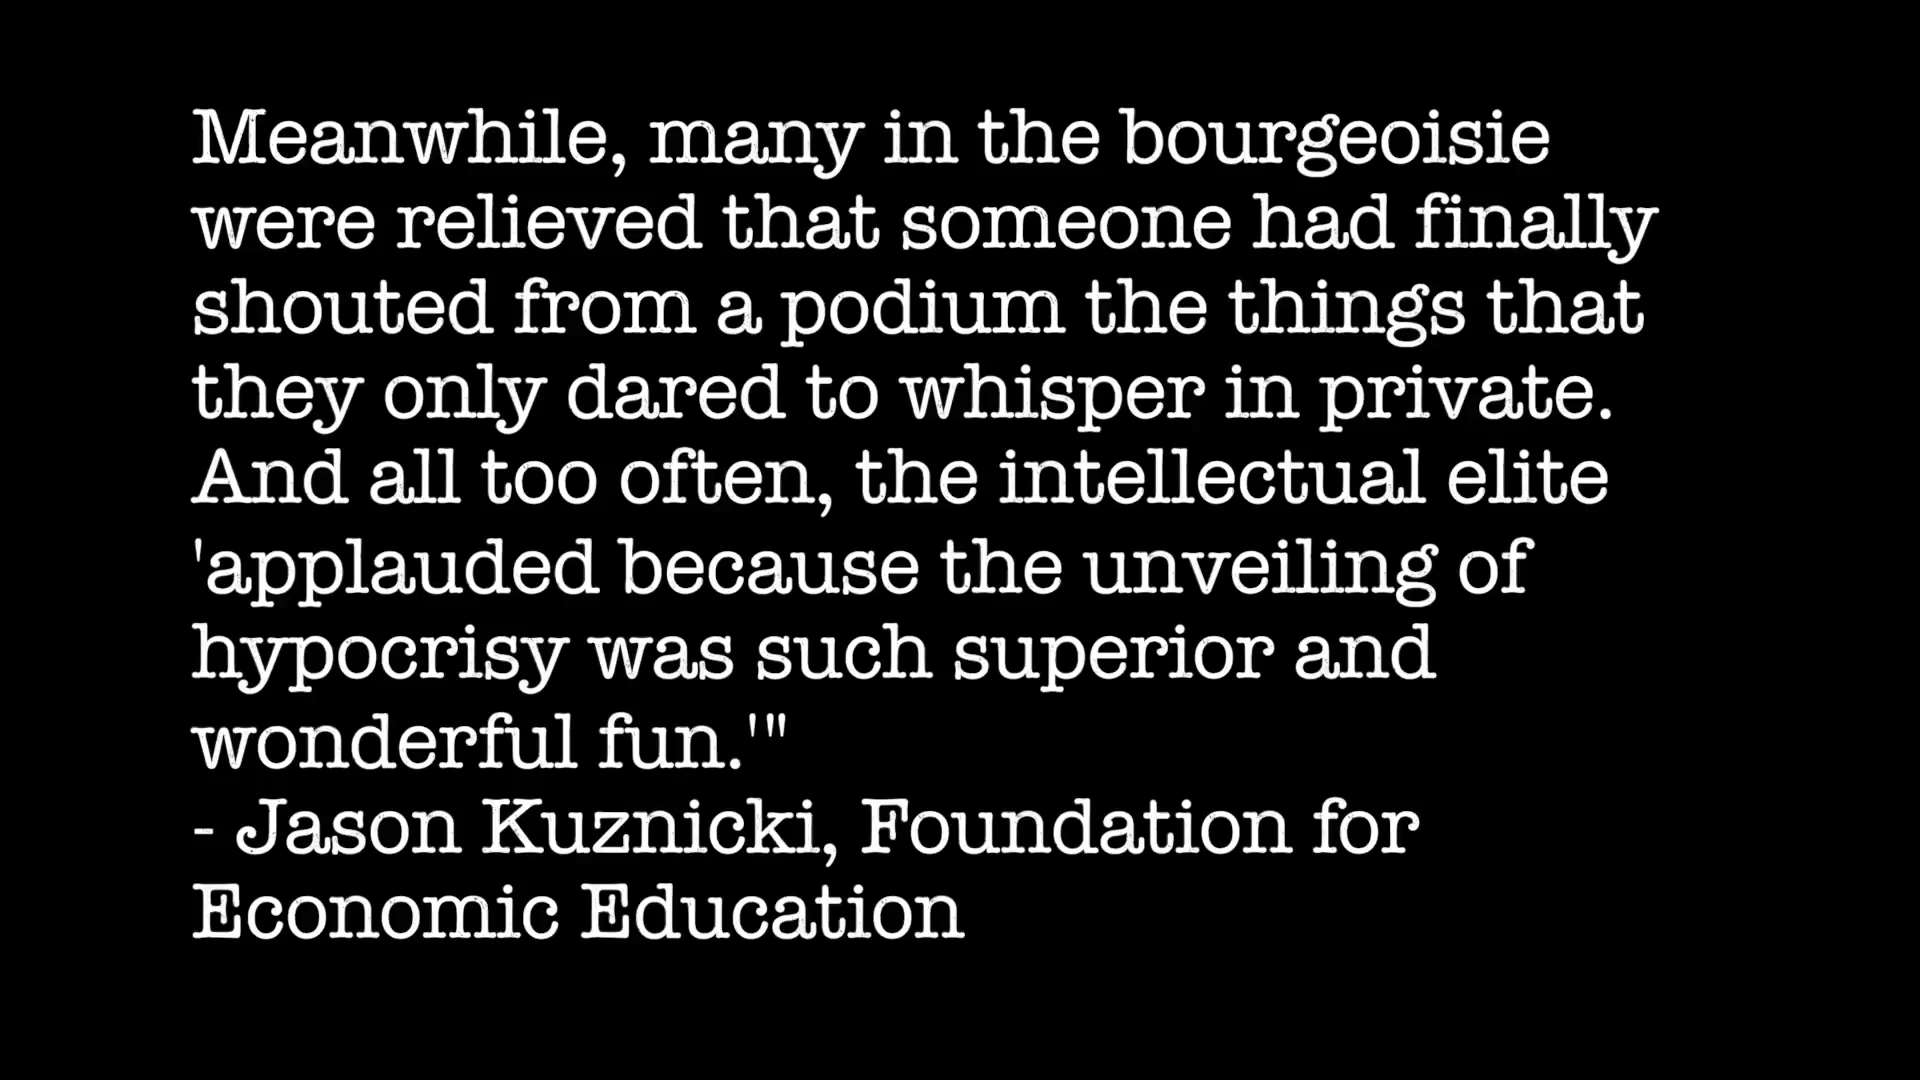 Meanwhile, many in the bourgeoisie
were relieved that someone had finally
shouted from a podium the things that
they only dared to whisper in private.
And all too often, the intellectual elite
'applauded because the unveiling of
hypocrisy was such superior and
wonderful fun.'"
- Jason Kuznicki, Foundation for
Economic Education